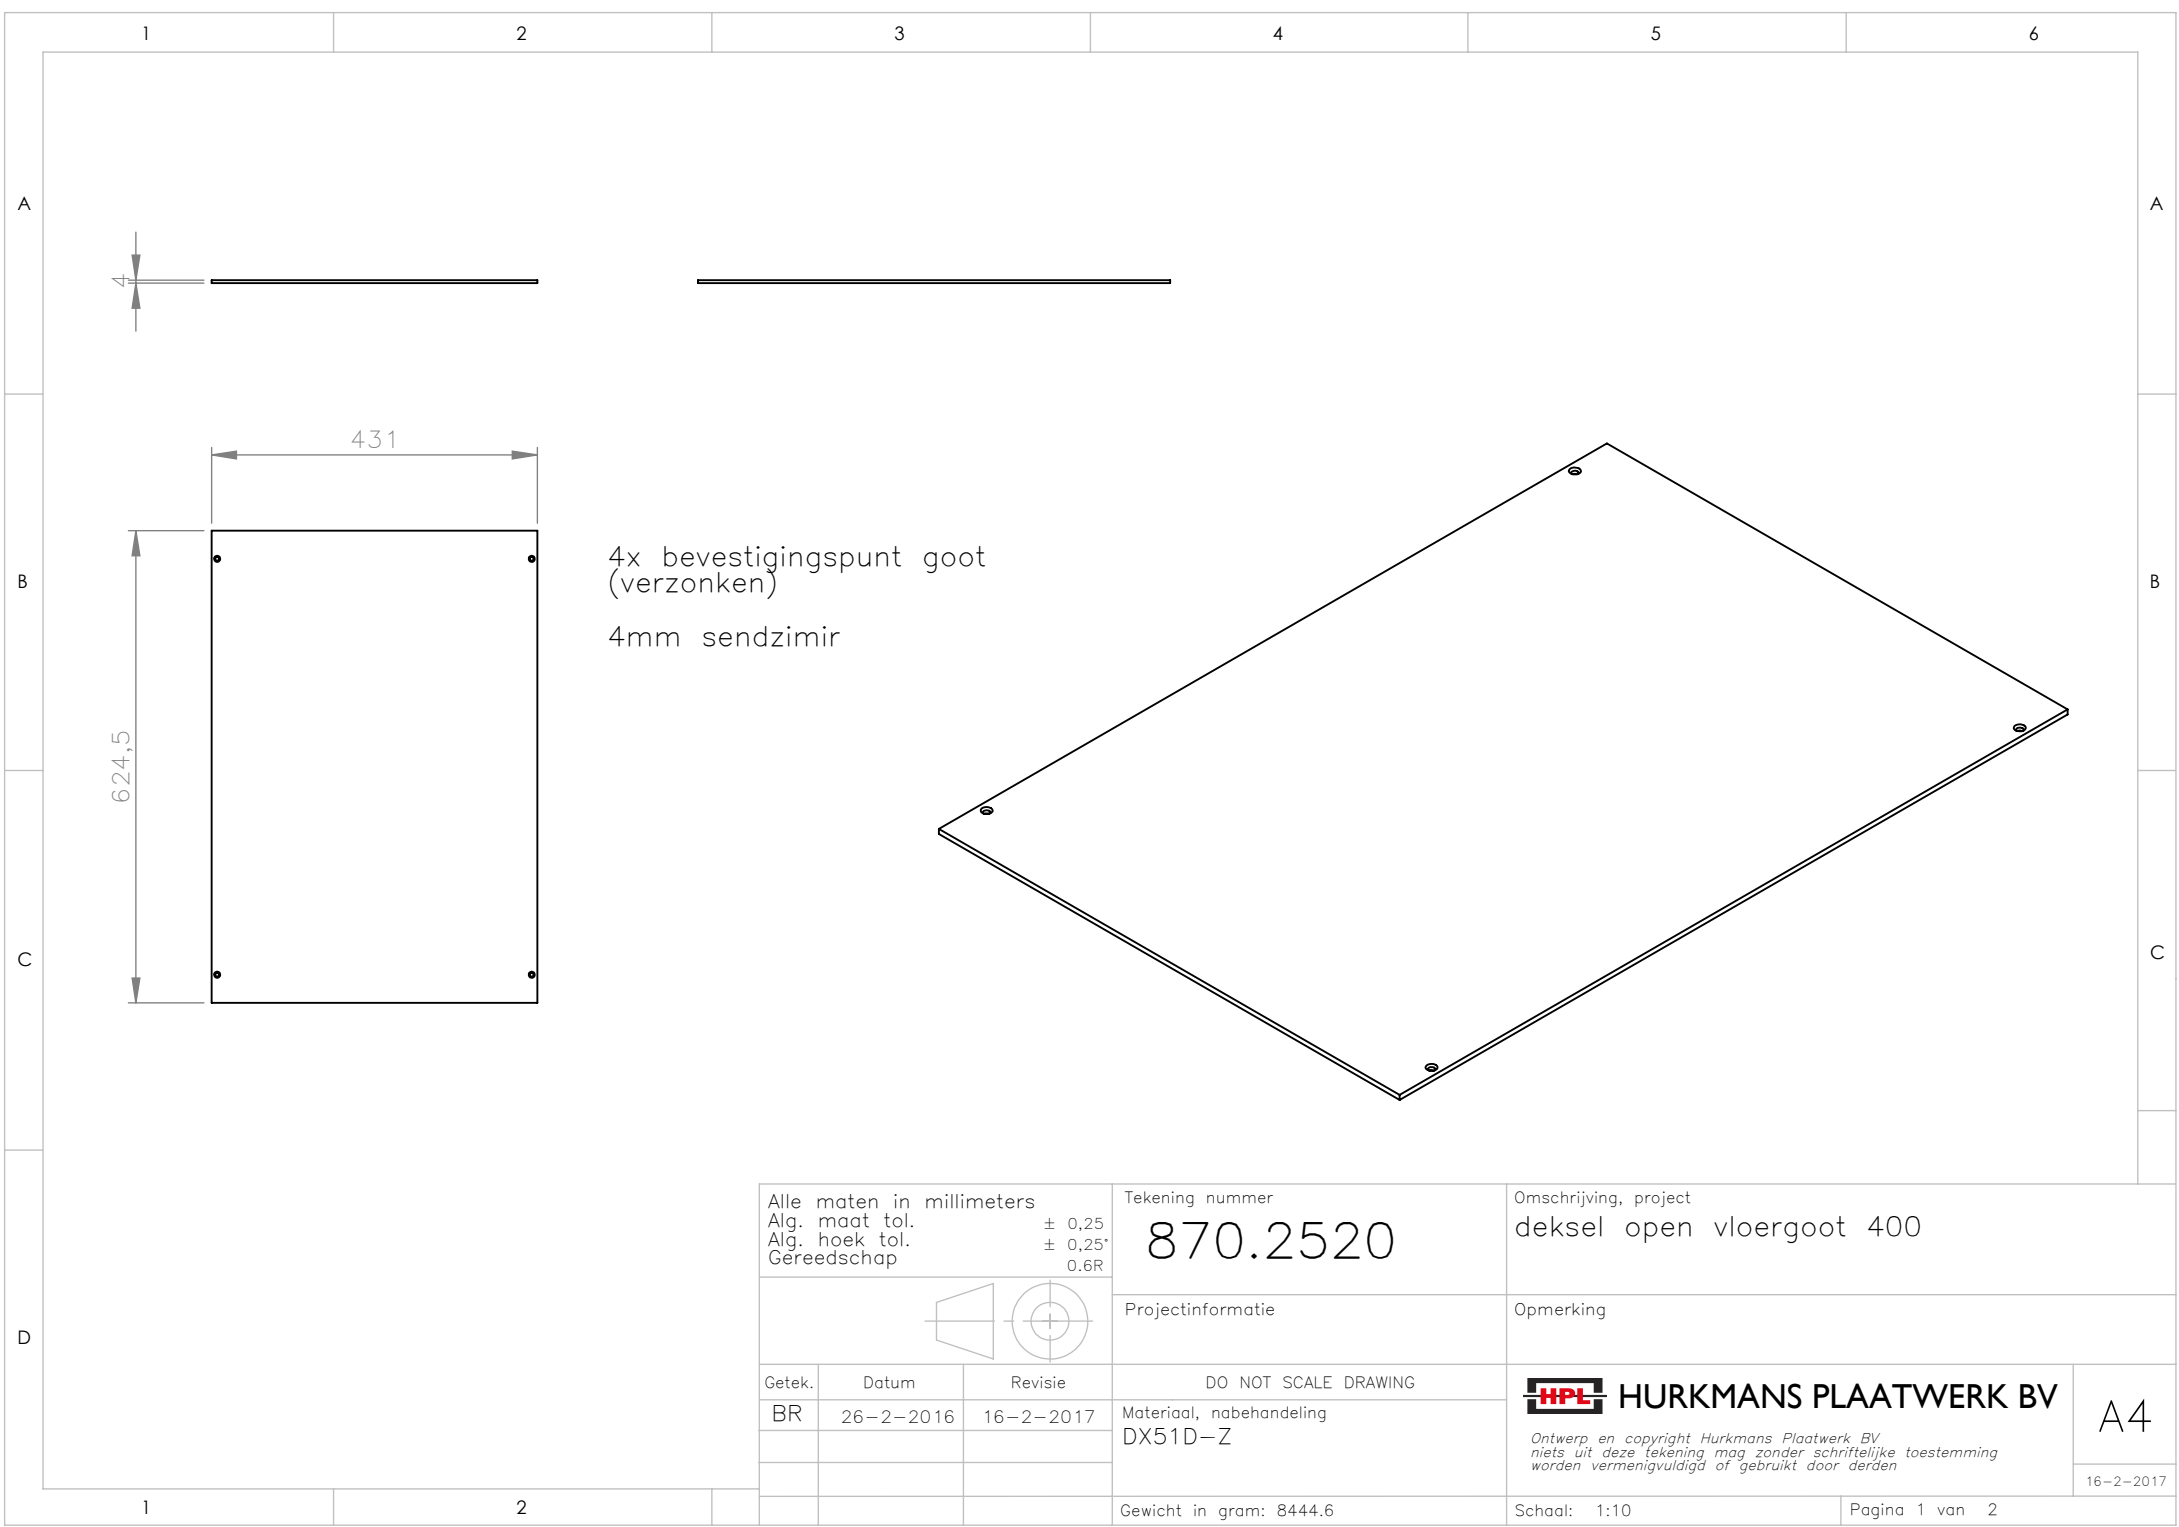 1 2 3 4 5 6
A A
4
431
4x bevestigingspunt goot
(verzonken)
B B
4mm sendzimir
624,5
C C
Alle maten in millimeters
Alg. maat tol. ± 0,25
Alg. hoek tol. ± 0,25°
Gereedschap 0.6R
Tekening nummer
870.2520
Omschrijving, project
deksel open vloergoot 400
Projectinformatie
Opmerking
D
Getek. Datum Revisie
BR 26-2-2016 16-2-2017
DO NOT SCALE DRAWING
Materiaal, nabehandeling
DX51D-Z
HPL HURKMANS PLAATWERK BV
Ontwerp en copyright Hurkmans Plaatwerk BV
niets uit deze tekening mag zonder schriftelijke toestemming
worden vermenigvuldigd of gebruikt door derden
A4
16-2-2017
Gewicht in gram: 8444.6
Schaal: 1:10
Pagina 1 van 2
1 2